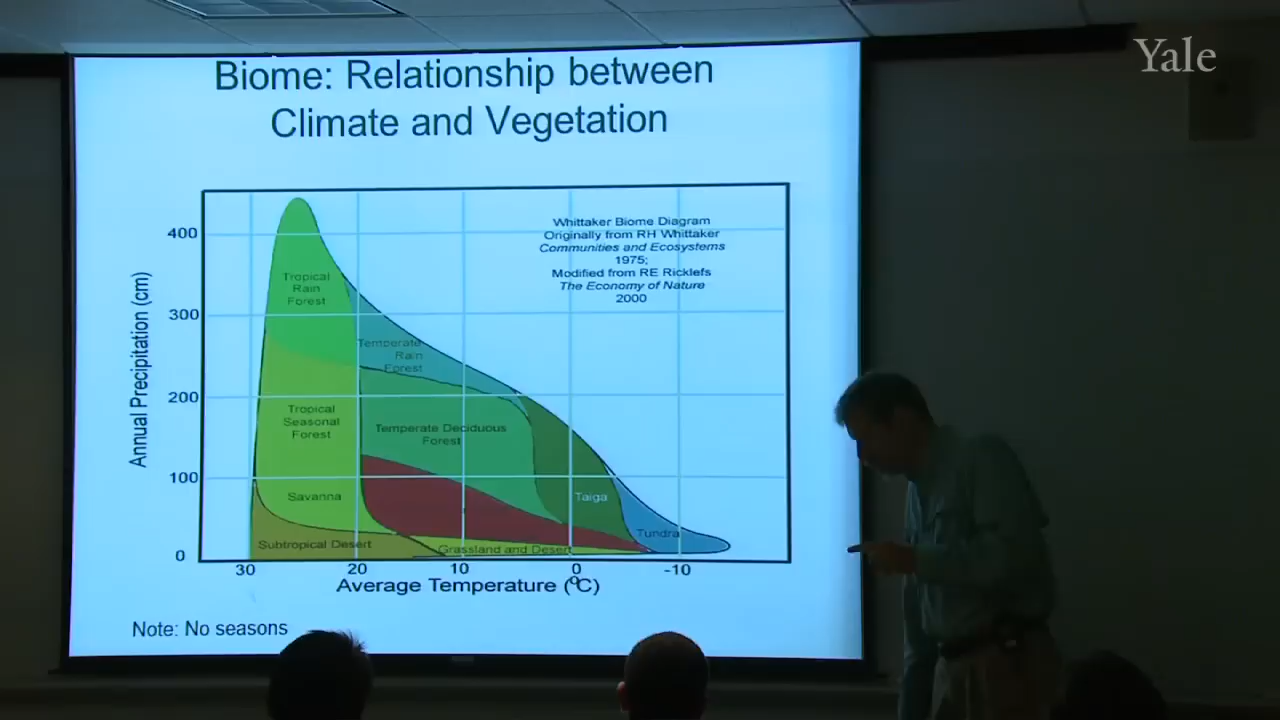 Yale
Biome: Relationship between
Climate and Vegetation
Whittaker Biome Diagram
Originally from RH Whittaker
Communities and Ecosystems
1975;
Modified from RE Ricklefs
The Economy of Nature
2000
Annual Precipitation (cm)
400
300
200
100
0
Tropical
Rain
Forest
Temperate
Rain
Forest
Tropical
Seasonal
Forest
Temperate Deciduous
Forest
Savanna
Taiga
Tundra
Subtropical Desert
Grassland and Desert
30
20
10
0
-10
Average Temperature (°C)
Note: No seasons